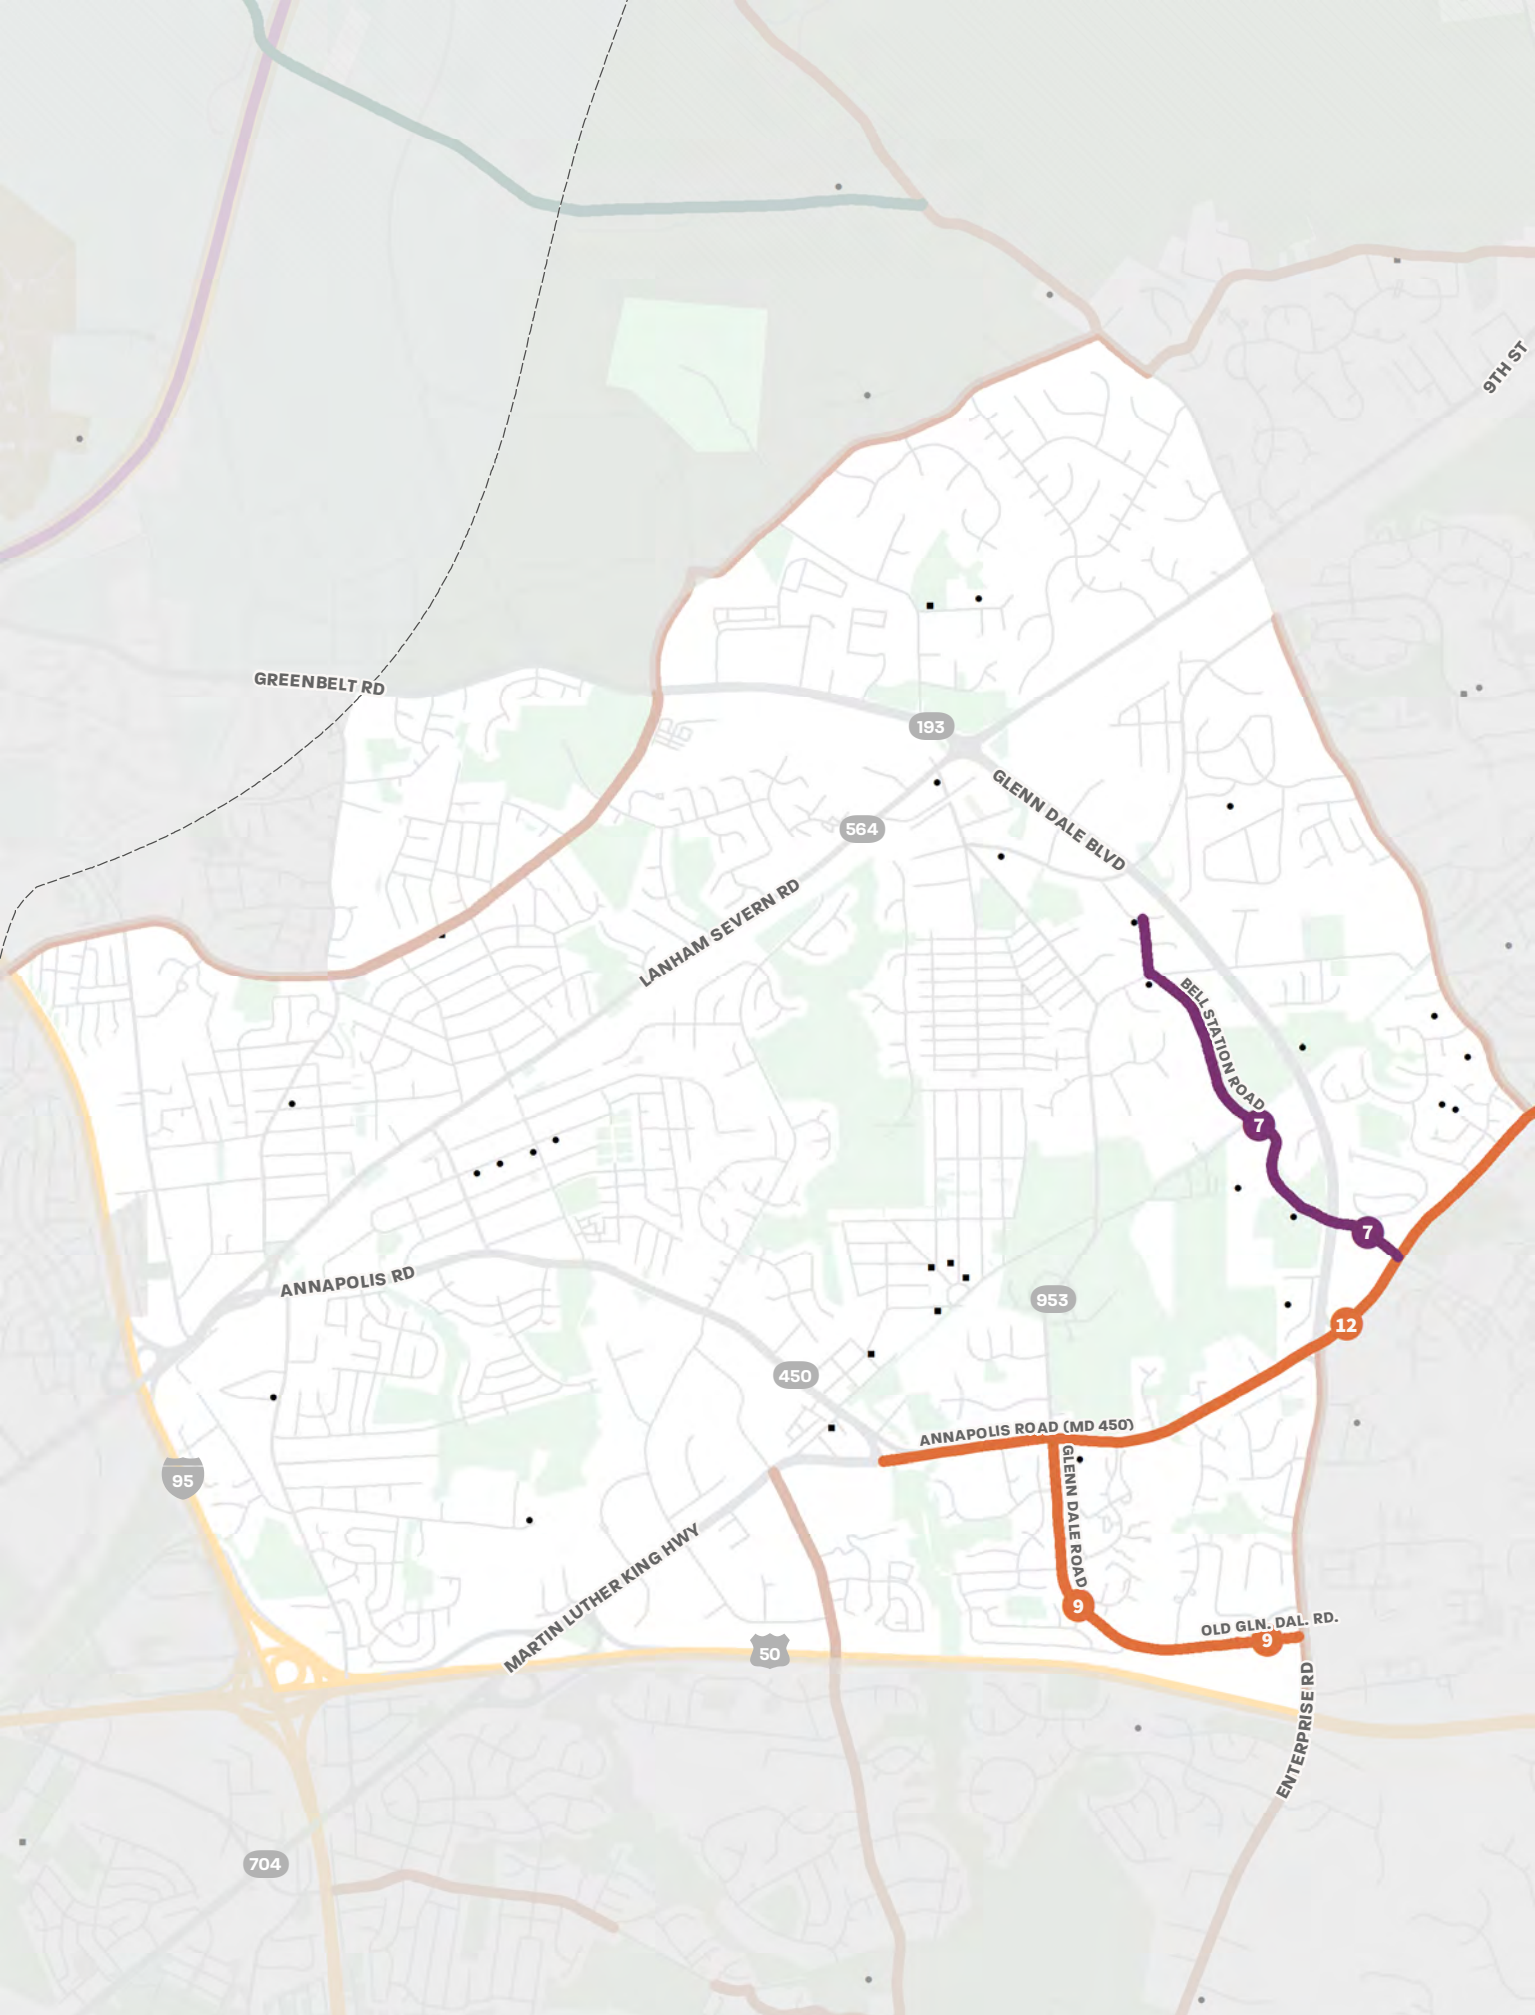 9TH ST
GREENBELT RD
193
GLENN DALE BLVD
564
LANHAM SEVERN RD
BELL STATION ROAD
7
7
ANNAPOLIS RD
953
12
450
ANNAPOLIS ROAD (MD 450)
95
GLENN DALE ROAD
MARTIN LUTHER KING HWY
9
OLD GLN. DAL. RD.
9
50
ENTERPRISE RD
704